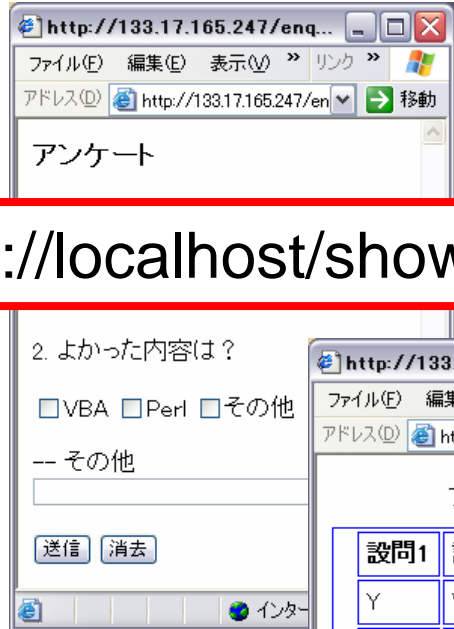 http://133.17.165.247/enq...
ファイル(F) 編集(E) 表示(V) » リンク »
アドレス(D) http://133.17.165.247/en 移動
アンケート
://localhost/show
2. よかった内容は？
□VBA □Perl □その他
-- その他
送信 消去
インター
http://133.
ファイル(F) 編集
アドレス(D) ht
設問1
Y